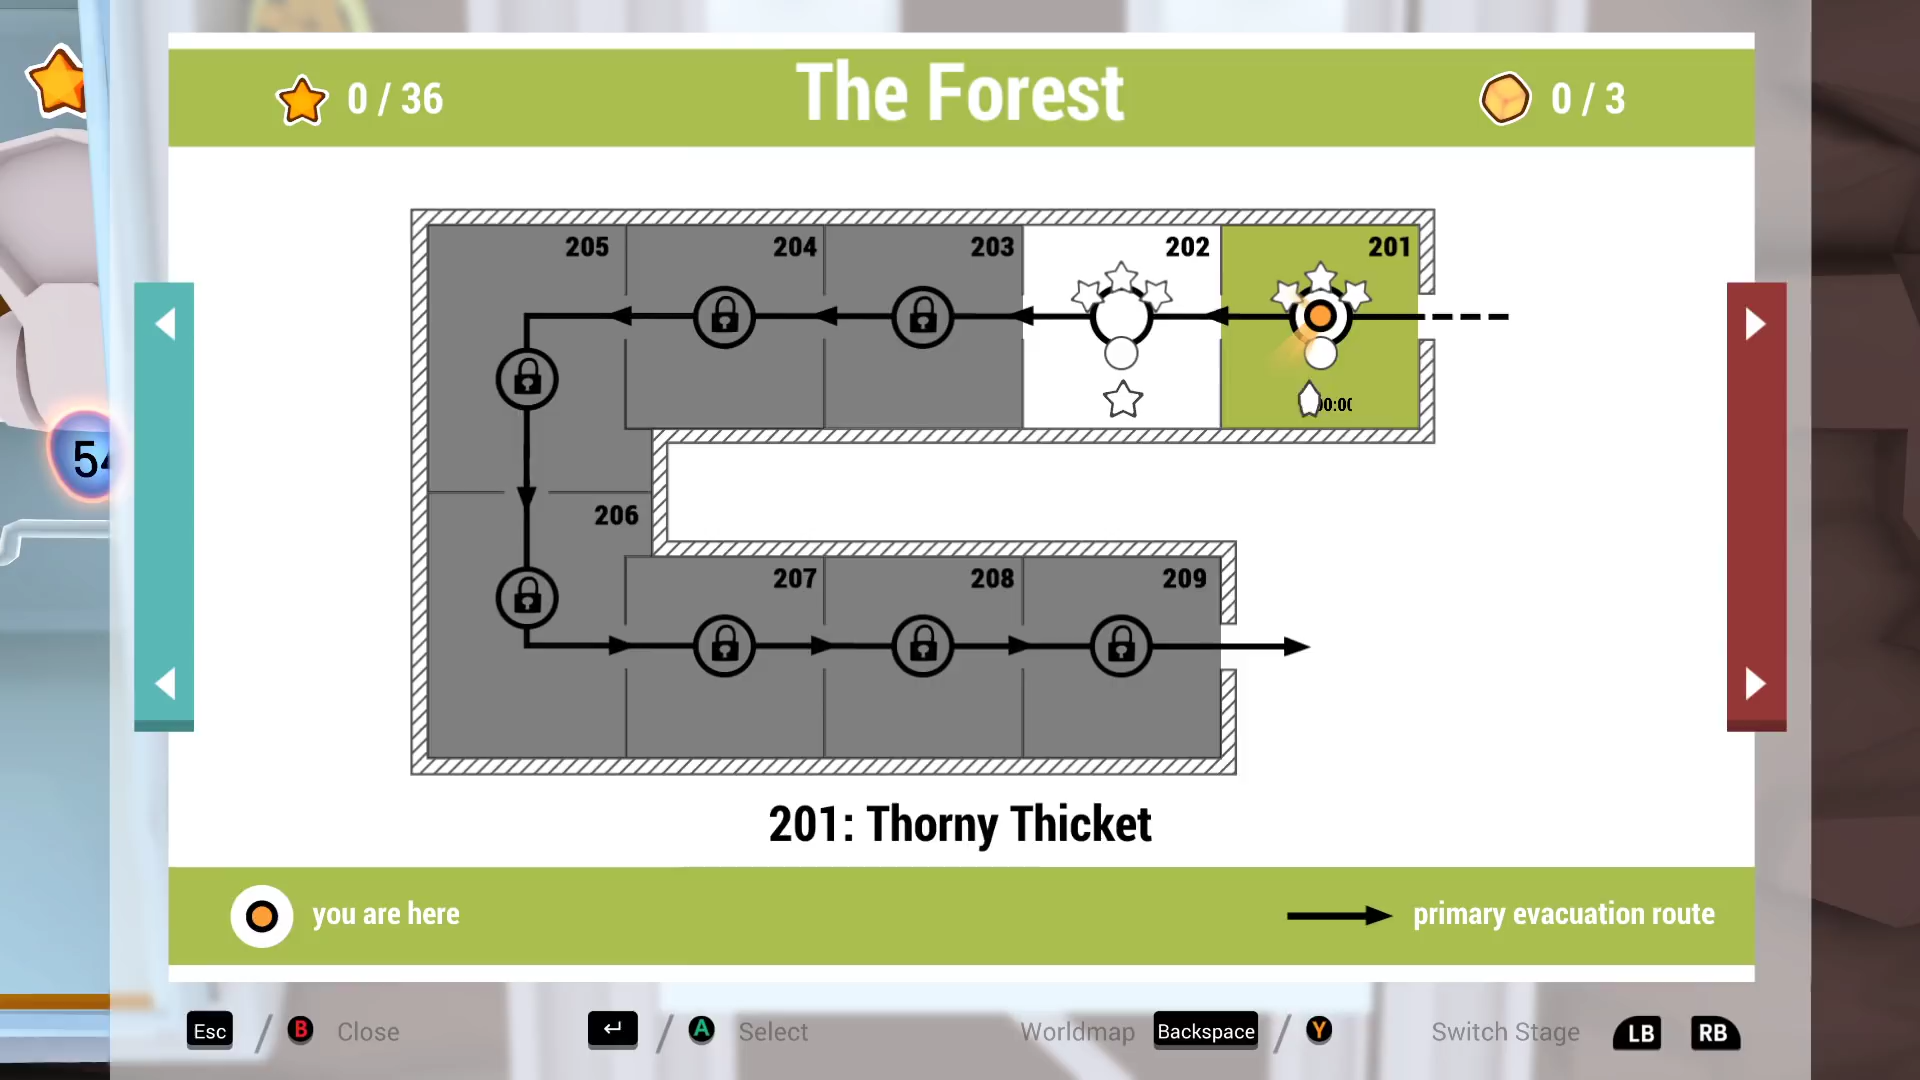 0 / 36
The Forest
0 / 3
205
204
203
202
201
206
207
208
209
201: Thorny Thicket
you are here
primary evacuation route
Esc / B Close
A Select
Worldmap Backspace / Y
Switch Stage LB RB